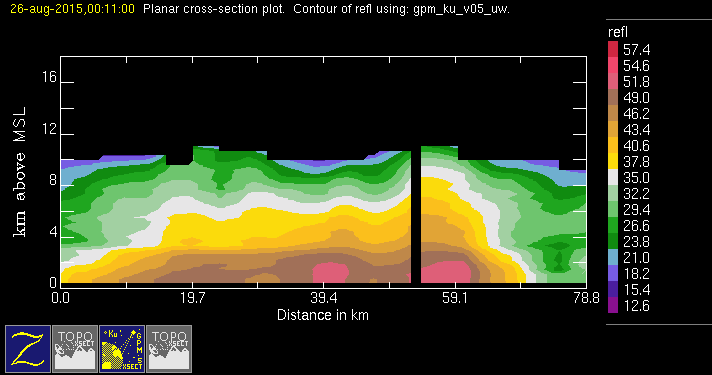 26-aug-2015,00:11:00 Planar cross-section plot. Contour of refl using: gpm_ku_v05_uw.
refl
57.4
54.6
51.8
49.0
46.2
43.4
40.6
37.8
35.0
32.2
29.4
26.6
23.8
21.0
18.2
15.4
12.6
km above MSL
16
12
8
4
0
0.0 19.7 39.4 59.1 78.8
Distance in km
Z
TOPO
XSECT
"Ku"
GPM
XSECT
TOPO
XSECT